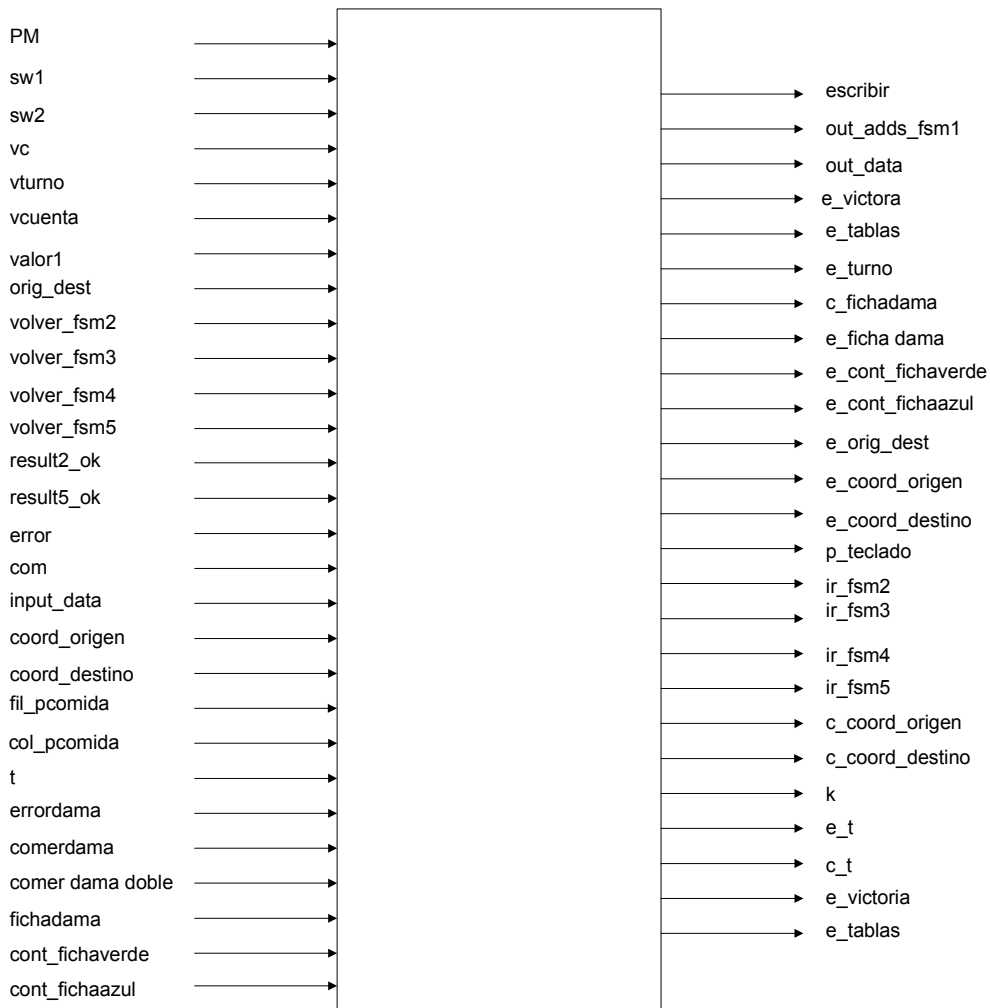 PM
sw1
sw2
vc
vturno
vcuenta
valor1
orig_dest
volver_fsm2
volver_fsm3
volver_fsm4
volver_fsm5
result2_ok
result5_ok
error
com
input_data
coord_origen
coord_destino
fil_pcomida
col_pcomida
t
errordama
comerdama
comer dama doble
fichadama
cont_fichaverde
cont_fichaazul
escribir
out_adds_fsm1
out_data
e_victora
e_tablas
e_turno
c_fichadama
e_ficha dama
e_cont_fichaverde
e_cont_fichaazul
e_orig_dest
e_coord_origen
e_coord_destino
p_teclado
ir_fsm2
ir_fsm3
ir_fsm4
ir_fsm5
c_coord_origen
c_coord_destino
k
e_t
c_t
e_victoria
e_tablas